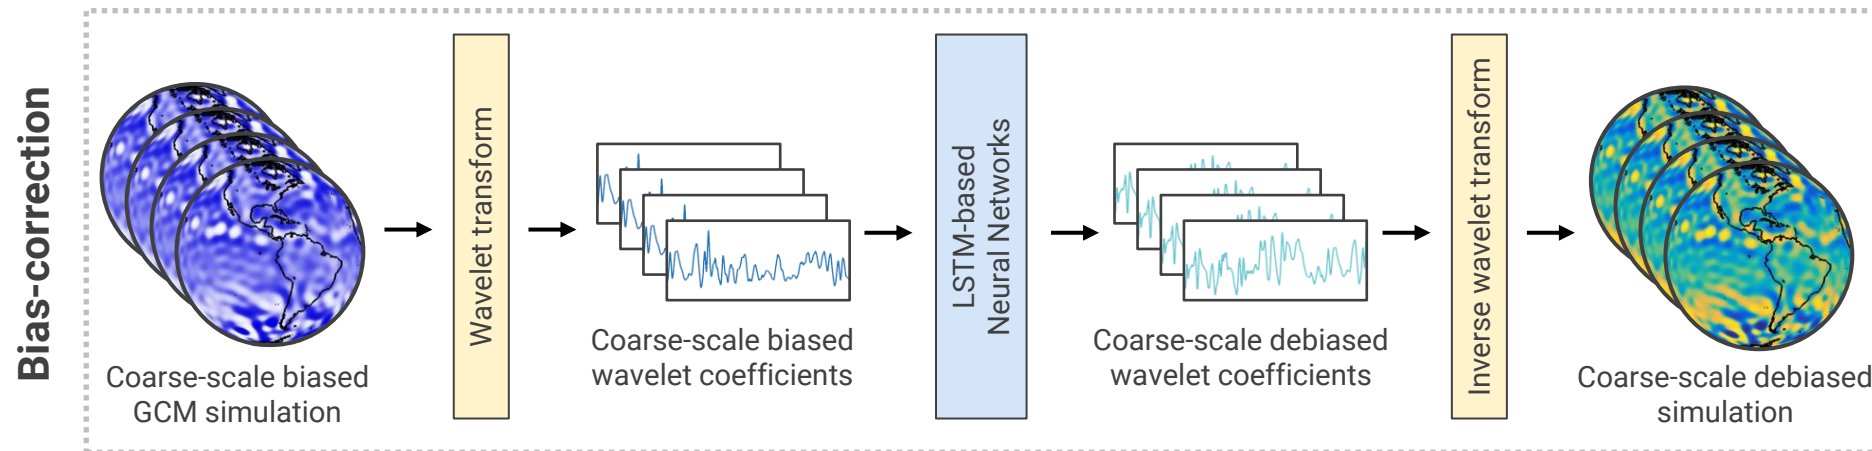 Bias-correction
Coarse-scale biased
GCM simulation
Wavelet transform
Coarse-scale biased
wavelet coefficients
LSTM-based
Neural Networks
Coarse-scale debiased
wavelet coefficients
Inverse wavelet transform
Coarse-scale debiased
simulation